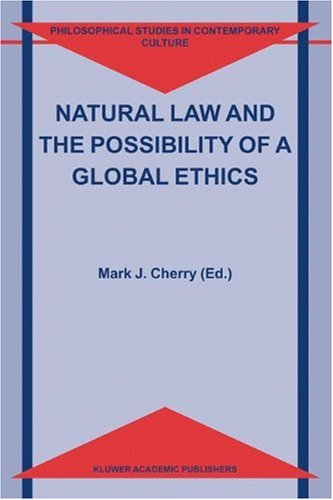 PHILOSOPHICAL STUDIES IN CONTEMPORARY
CULTURE
NATURAL LAW AND
THE POSSIBILITY OF A
GLOBAL ETHICS
Mark J. Cherry (Ed.)
KLUWER ACADEMIC PUBLISHERS